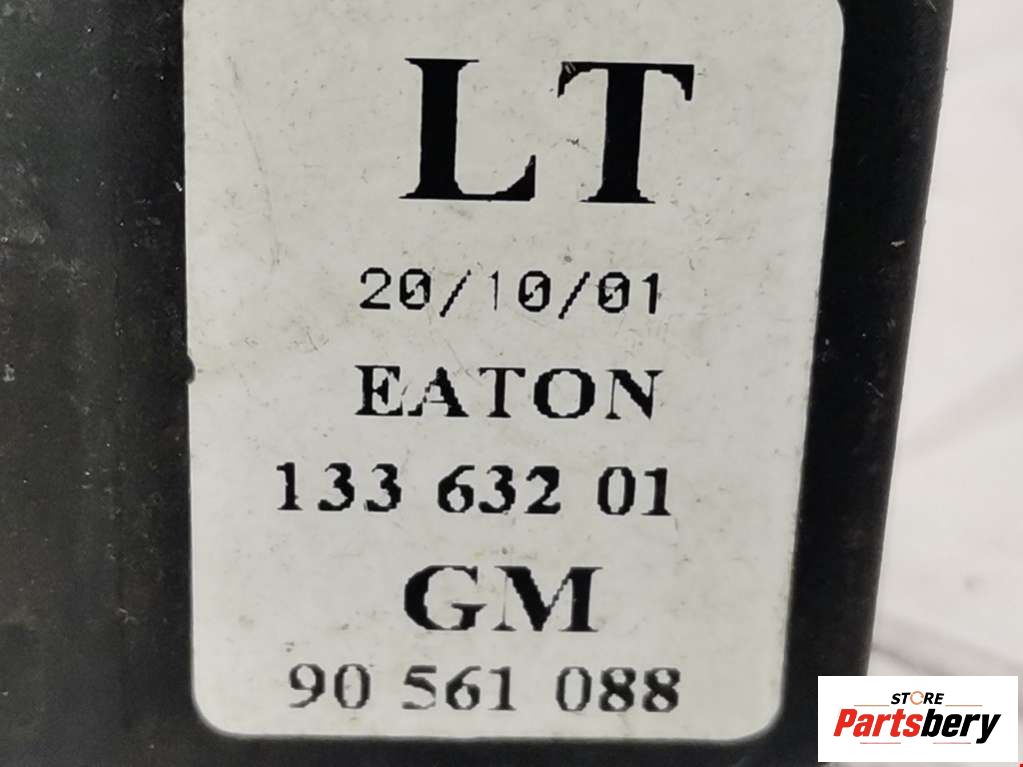 LT
20/10/01
EATON
133 632 01
GM
90 561 088
STORE
Partsbery